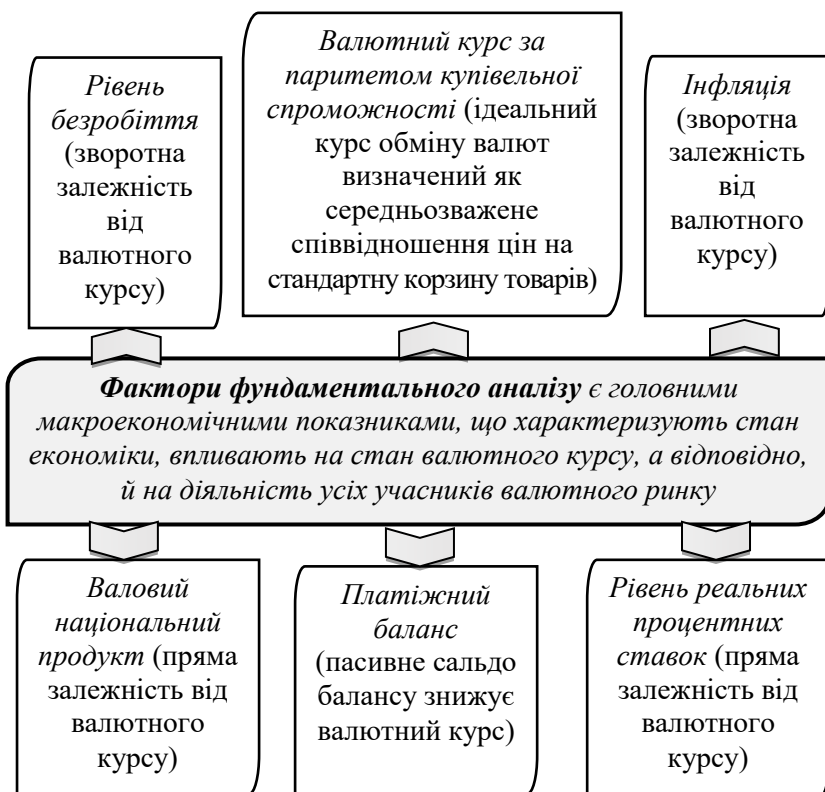 Рівень
безробіття
(зворотна
залежність
від
валютного
курсу)
Валютний курс за
паритетом купівельної
спроможності (ідеальний
курс обміну валют
визначений як
середньозважене
співвідношення цін на
стандартну корзину товарів)
Інфляція
(зворотна
залежність
від
валютного
курсу)
Фактори фундаментального аналізу є головними
макроекономічними показниками, що характеризують стан
економіки, впливають на стан валютного курсу, а відповідно,
й на діяльність усіх учасників валютного ринку
Валовий
національний
продукт (пряма
залежність від
валютного
курсу)
Платіжний
баланс
(пасивне сальдо
балансу знижує
валютний курс)
Рівень реальних
процентних
ставок (пряма
залежність від
валютного
курсу)